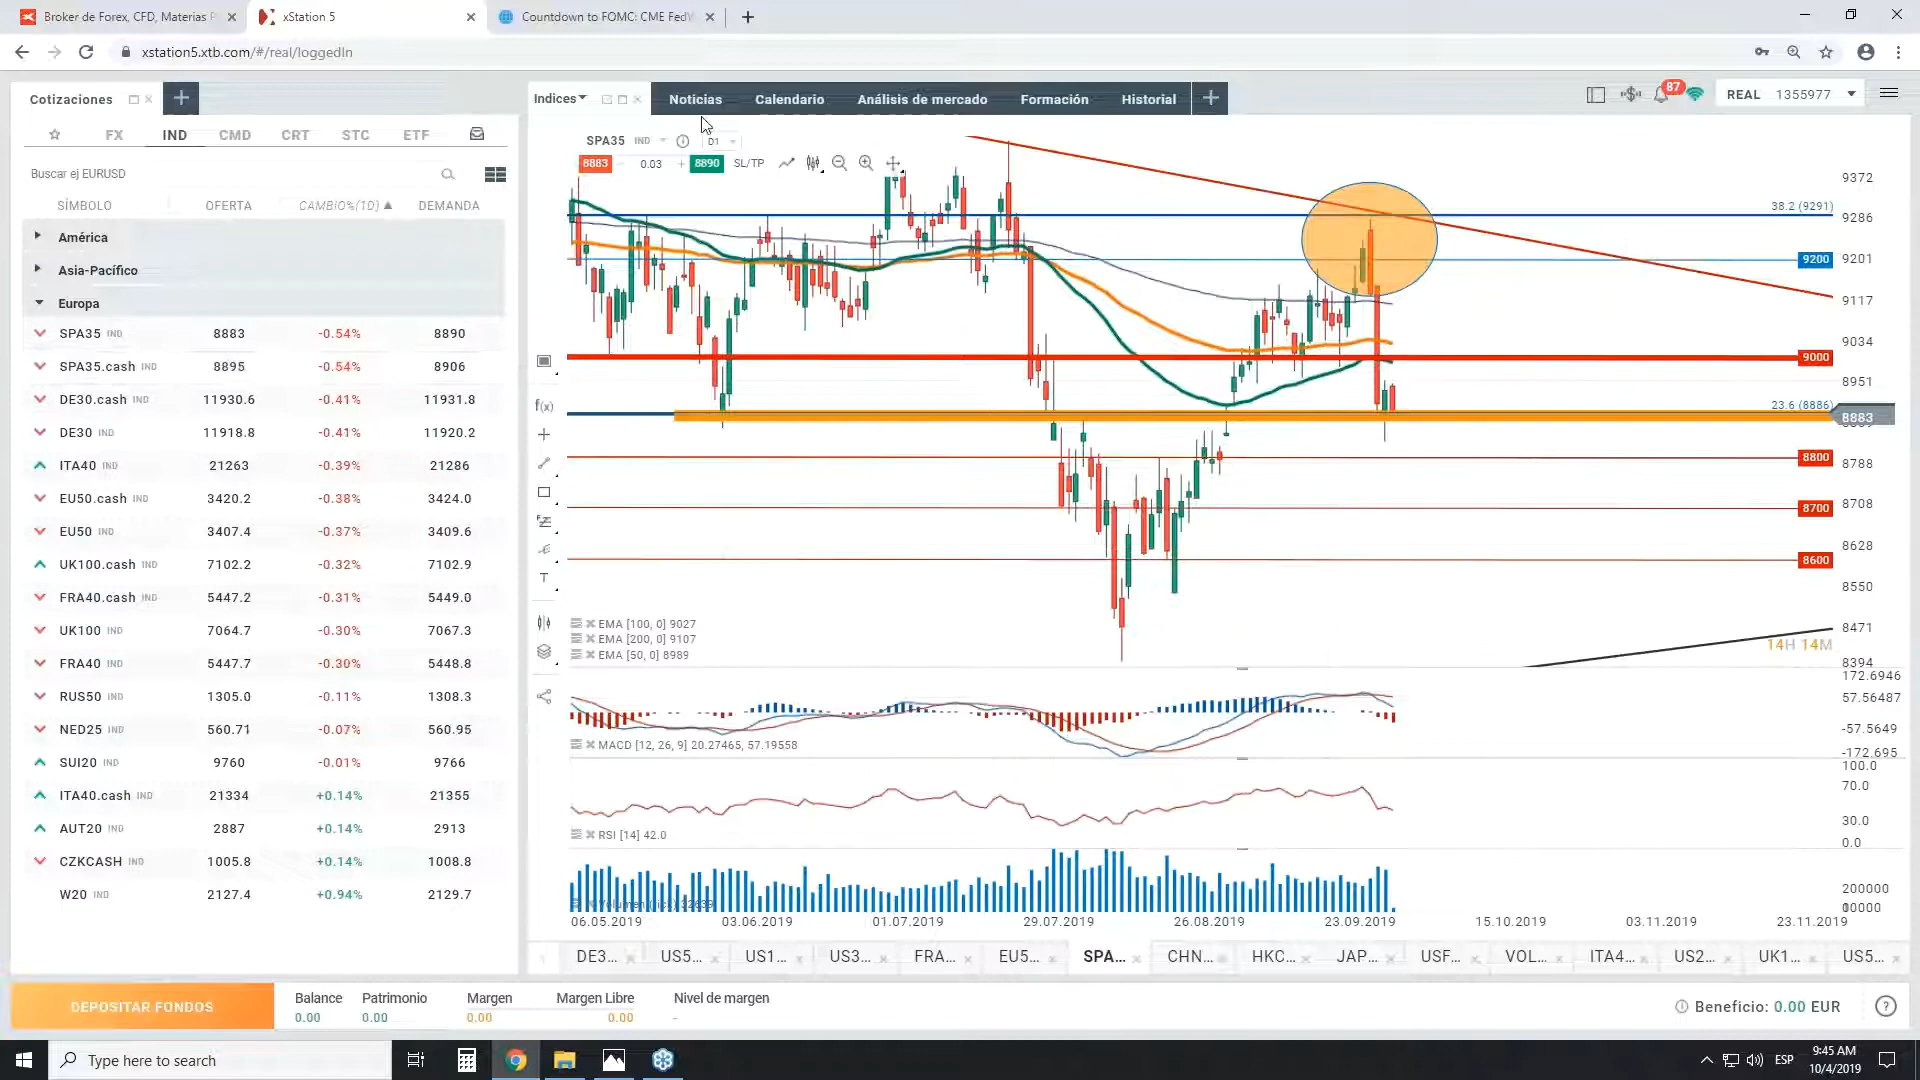 Broker de Forex, CFD, Materias P
xStation 5
Countdown to FOMC: CME FedW
xstation5.xtb.com/#/real/loggedIn
Cotizaciones
Indices
Noticias
Calendario
Análisis de mercado
Formación
Historial
87
REAL 1355977
FX IND CMD CRT STC ETF
Buscar ej EURUSD
SÍMBOLO OFERTA CAMBIO%(1D) DEMANDA
América
Asia-Pacífico
Europa
SPA35 IND 8883 -0.54% 8890
SPA35.cash IND 8895 -0.54% 8906
DE30.cash IND 11930.6 -0.41% 11931.8
DE30 IND 11918.8 -0.41% 11920.2
ITA40 IND 21263 -0.39% 21286
EU50.cash IND 3420.2 -0.38% 3424.0
EU50 IND 3407.4 -0.37% 3409.6
UK100.cash IND 7102.2 -0.32% 7102.9
FRA40.cash IND 5447.2 -0.31% 5449.0
UK100 IND 7064.7 -0.30% 7067.3
FRA40 IND 5447.7 -0.30% 5448.8
RUS50 IND 1305.0 -0.11% 1308.3
NED25 IND 560.71 -0.07% 560.95
SUI20 IND 9760 -0.01% 9766
ITA40.cash IND 21334 +0.14% 21355
AUT20 IND 2887 +0.14% 2913
CZKCASH IND 1005.8 +0.14% 1008.8
W20 IND 2127.4 +0.94% 2129.7
SPA35 IND D1
8883 0.03 8890 SL/TP
f(x)
T
9372
38.2 (9291)
9286
9200
9201
9117
9034
9000
8951
23.6 (8886)
8883
8800
8788
8708
8700
8628
8600
8550
8471
14H 14M
8394
EMA [100, 0] 9027
EMA [200, 0] 9107
EMA [50, 0] 8989
172.6946
57.56487
-57.5649
-172.695
MACD [12, 26, 9] 20.27465, 57.19558
100.0
70.0
30.0
0.0
RSI [14] 42.0
200000
06.05.2019 03.06.2019 01.07.2019 29.07.2019 26.08.2019 23.09.2019 15.10.2019 03.11.2019 23.11.2019
DE3... US5... US1... US3... FRA... EU5... SPA... CHN... HKC... JAP... USF... VOL... ITA4... US2... UK1... US5...
DEPOSITAR FONDOS
Balance Patrimonio Margen Margen Libre Nivel de margen
0.00 0.00 0.00 0.00 -
Beneficio: 0.00 EUR
Type here to search
ESP
9:45 AM
10/4/2019